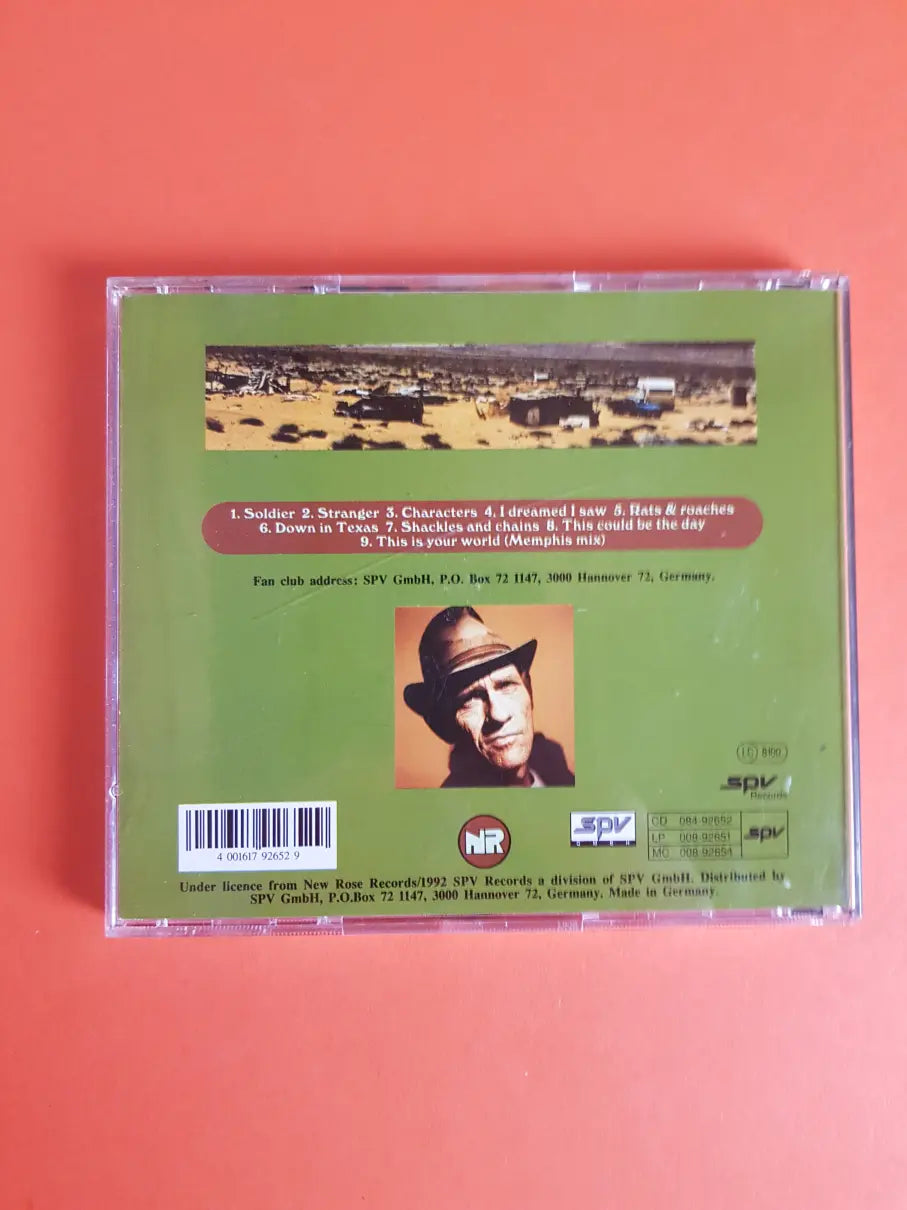 1. Soldier 2. Stranger 3. Characters 4. I dreamed I saw 5. Rats & roaches
6. Down in Texas 7. Shackles and chains 8. This could be the day
9. This is your world (Memphis mix)
Fan club address: SPV GmbH, P.O. Box 72 1147, 3000 Hannover 72, Germany.
LC 8190
SPV
Records
4 001617 92652 9
NR
SPV
CD 084-92652
LP 008-92651
MC 008-92654
SPV
Under licence from New Rose Records/1992 SPV Records a division of SPV GmbH. Distributed by
SPV GmbH, P.O.Box 72 1147, 3000 Hannover 72, Germany. Made in Germany